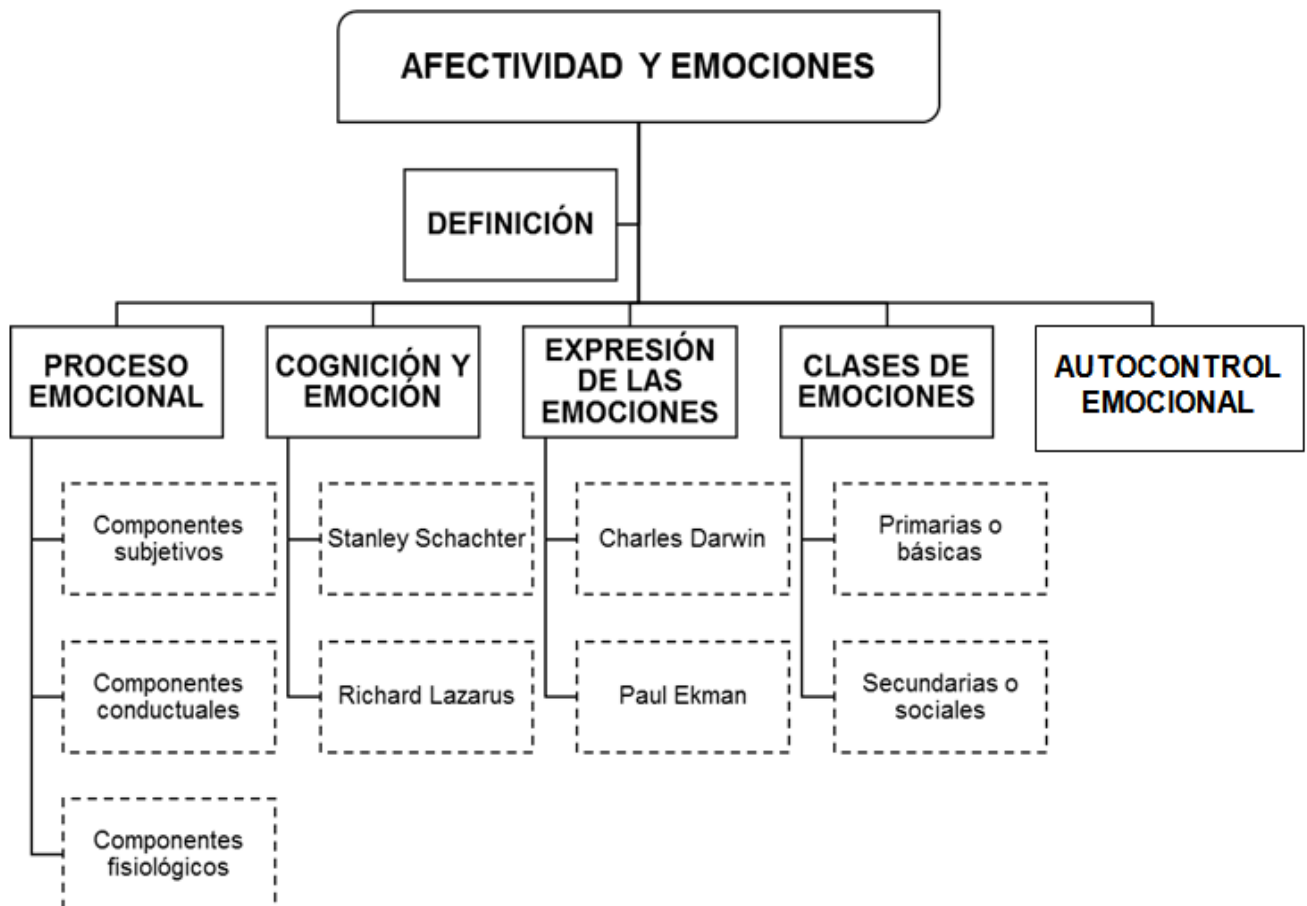 AFECTIVIDAD Y EMOCIONES
DEFINICIÓN
PROCESO
EMOCIONAL
COGNICIÓN Y
EMOCIÓN
EXPRESIÓN
DE LAS
EMOCIONES
CLASES DE
EMOCIONES
AUTOCONTROL
EMOCIONAL
Componentes
subjetivos
Stanley Schachter
Charles Darwin
Primarias o
básicas
Componentes
conductuales
Richard Lazarus
Paul Ekman
Secundarias o
sociales
Componentes
fisiológicos